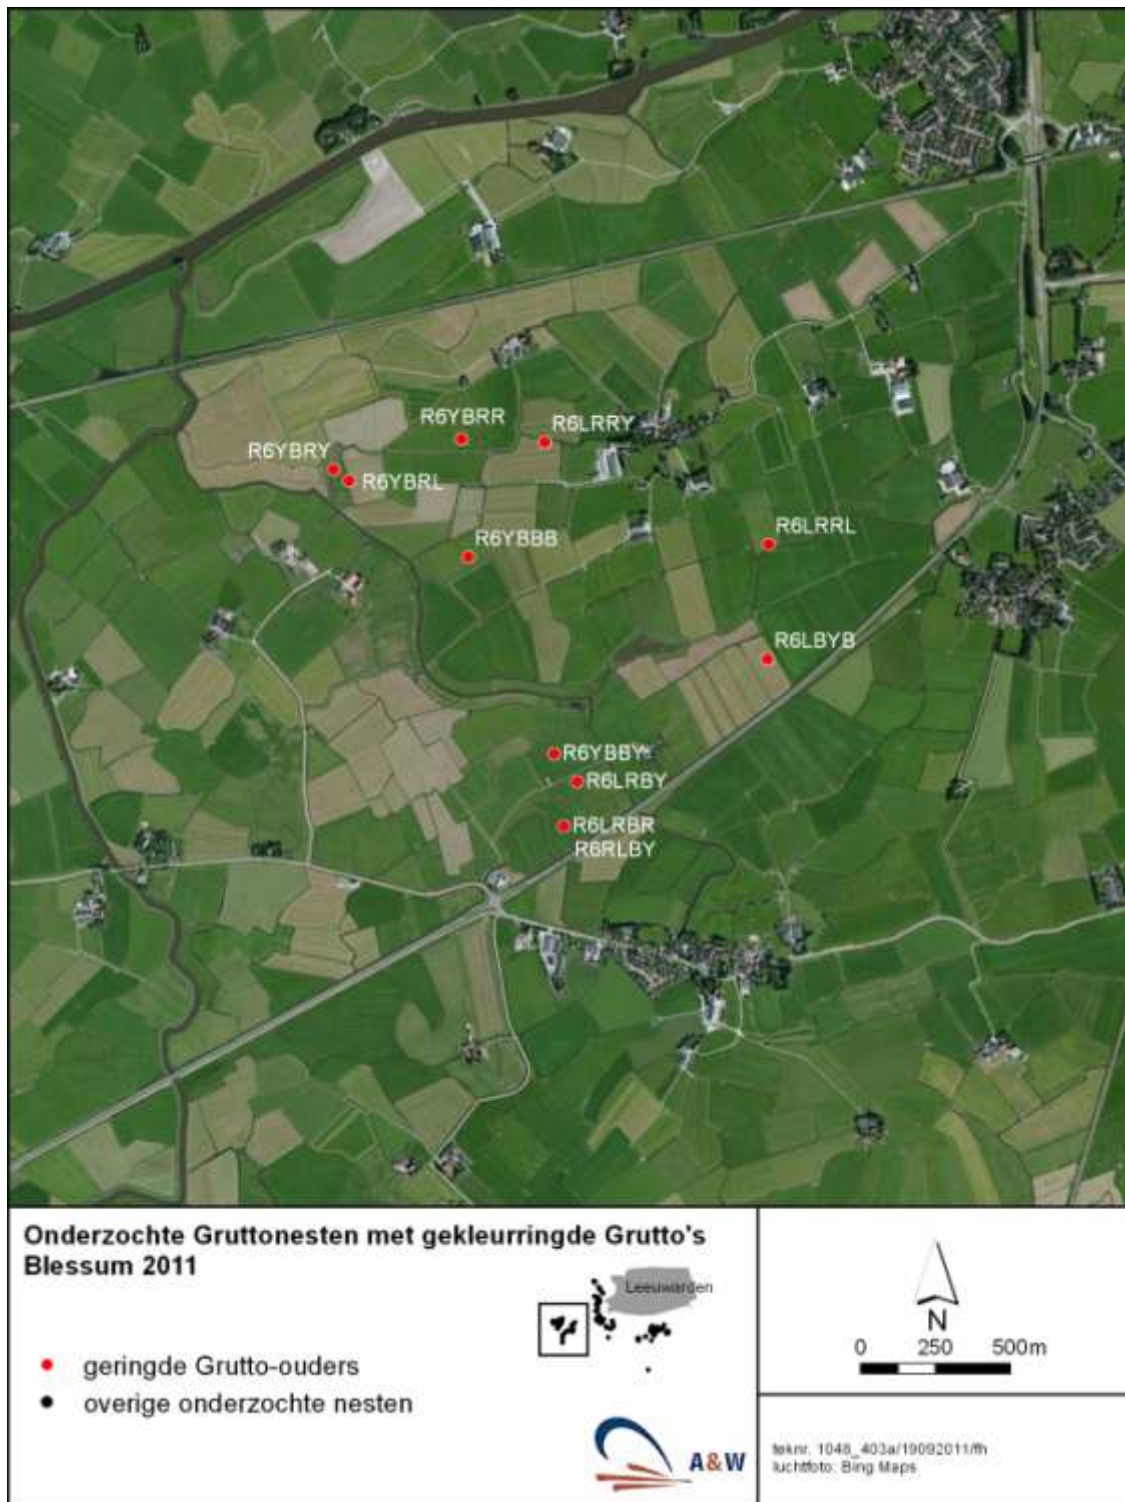 R6YBRR
R6LRRY
R6YBRY
R6YBRL
R6YBBB
R6LRRL
R6LBYB
R6YBBY
R6LRBY
R6LRBR
R6RLBY
Onderzochte Gruttonesten met gekleurringde Grutto's
Blessum 2011
Leeuwarden
geringde Grutto-ouders
overige onderzochte nesten
A&W
N
0 250 500m
teknr. 1048_403a/19092011/fh
luchtfoto: Bing Maps